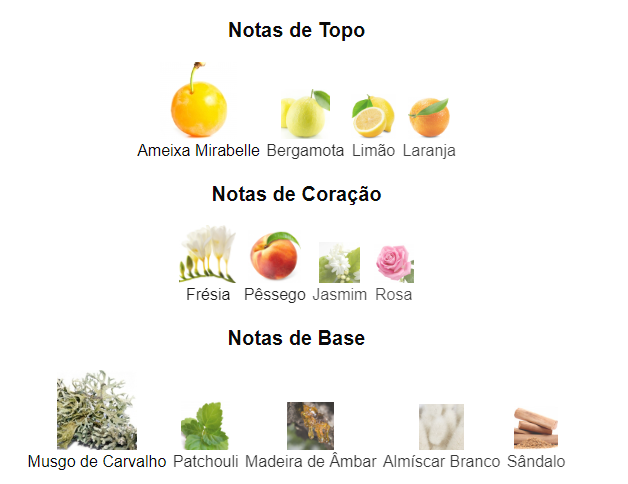 Notas de Topo
Ameixa Mirabelle Bergamota Limão Laranja
Notas de Coração
Frésia Pêssego Jasmim Rosa
Notas de Base
Musgo de Carvalho Patchouli Madeira de Âmbar Almíscar Branco Sândalo